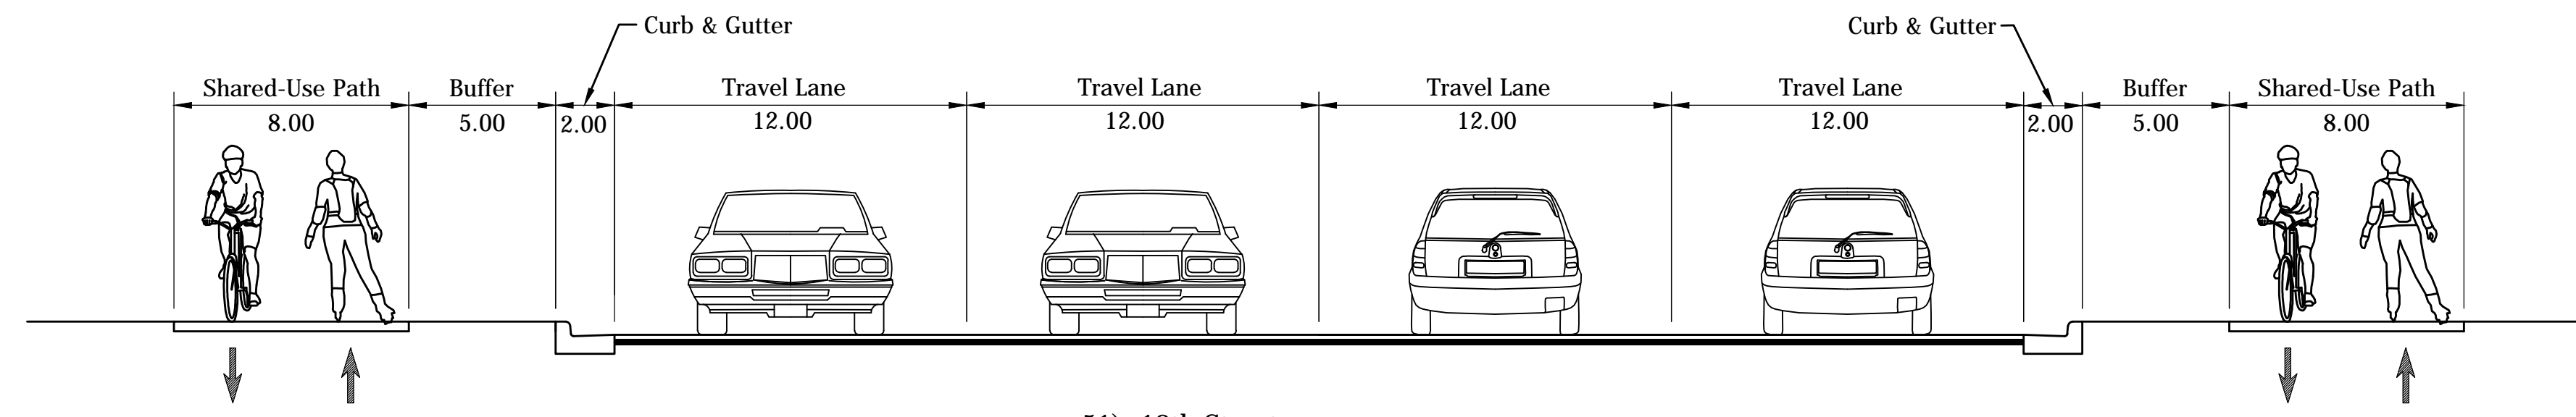 Curb & Gutter Curb & Gutter
Shared-Use Path Buffer Travel Lane Travel Lane Travel Lane Travel Lane Buffer Shared-Use Path
8.00 5.00 2.00 12.00 12.00 12.00 12.00 2.00 5.00 8.00